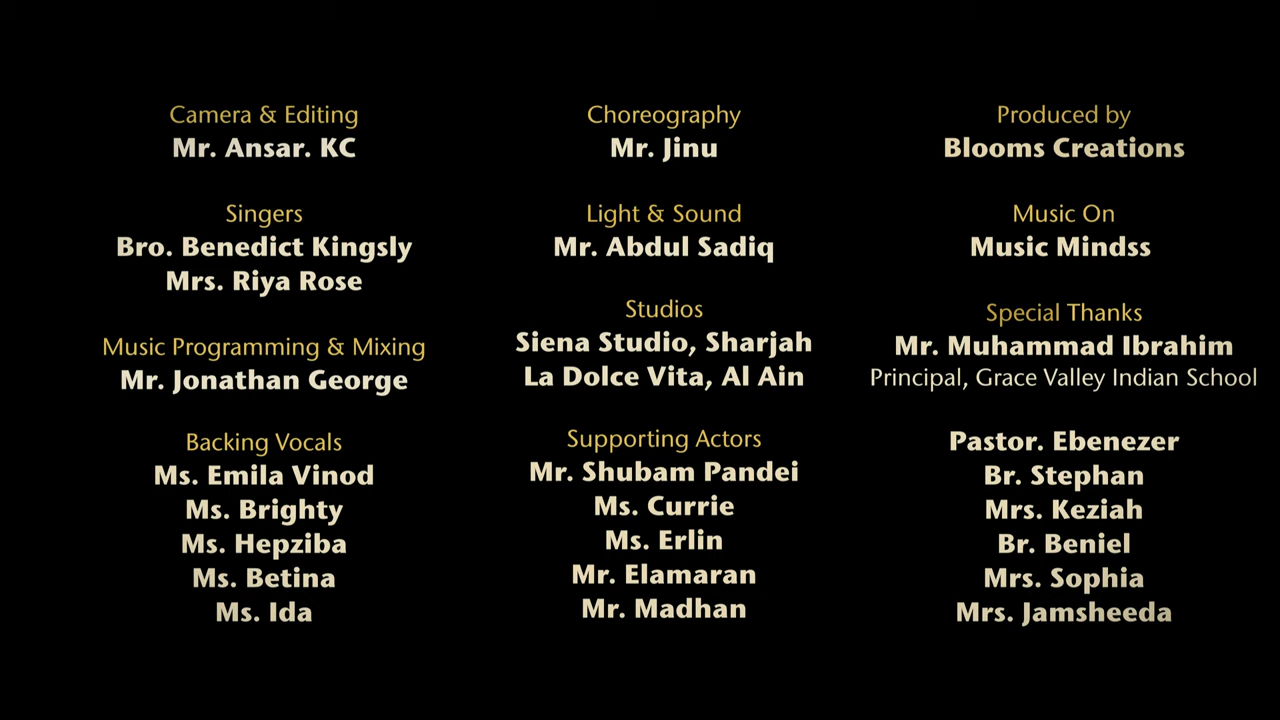 Camera & Editing
Mr. Ansar. KC
Singers
Bro. Benedict Kingsly
Mrs. Riya Rose
Music Programming & Mixing
Mr. Jonathan George
Backing Vocals
Ms. Emila Vinod
Ms. Brighty
Ms. Hepziba
Ms. Betina
Ms. Ida
Choreography
Mr. Jinu
Light & Sound
Mr. Abdul Sadiq
Studios
Siena Studio, Sharjah
La Dolce Vita, Al Ain
Supporting Actors
Mr. Shubam Pandei
Ms. Currie
Ms. Erlin
Mr. Elamaran
Mr. Madhan
Produced by
Blooms Creations
Music On
Music Mindss
Special Thanks
Mr. Muhammad Ibrahim
Principal, Grace Valley Indian School
Pastor. Ebenezer
Br. Stephan
Mrs. Keziah
Br. Beniel
Mrs. Sophia
Mrs. Jamsheeda